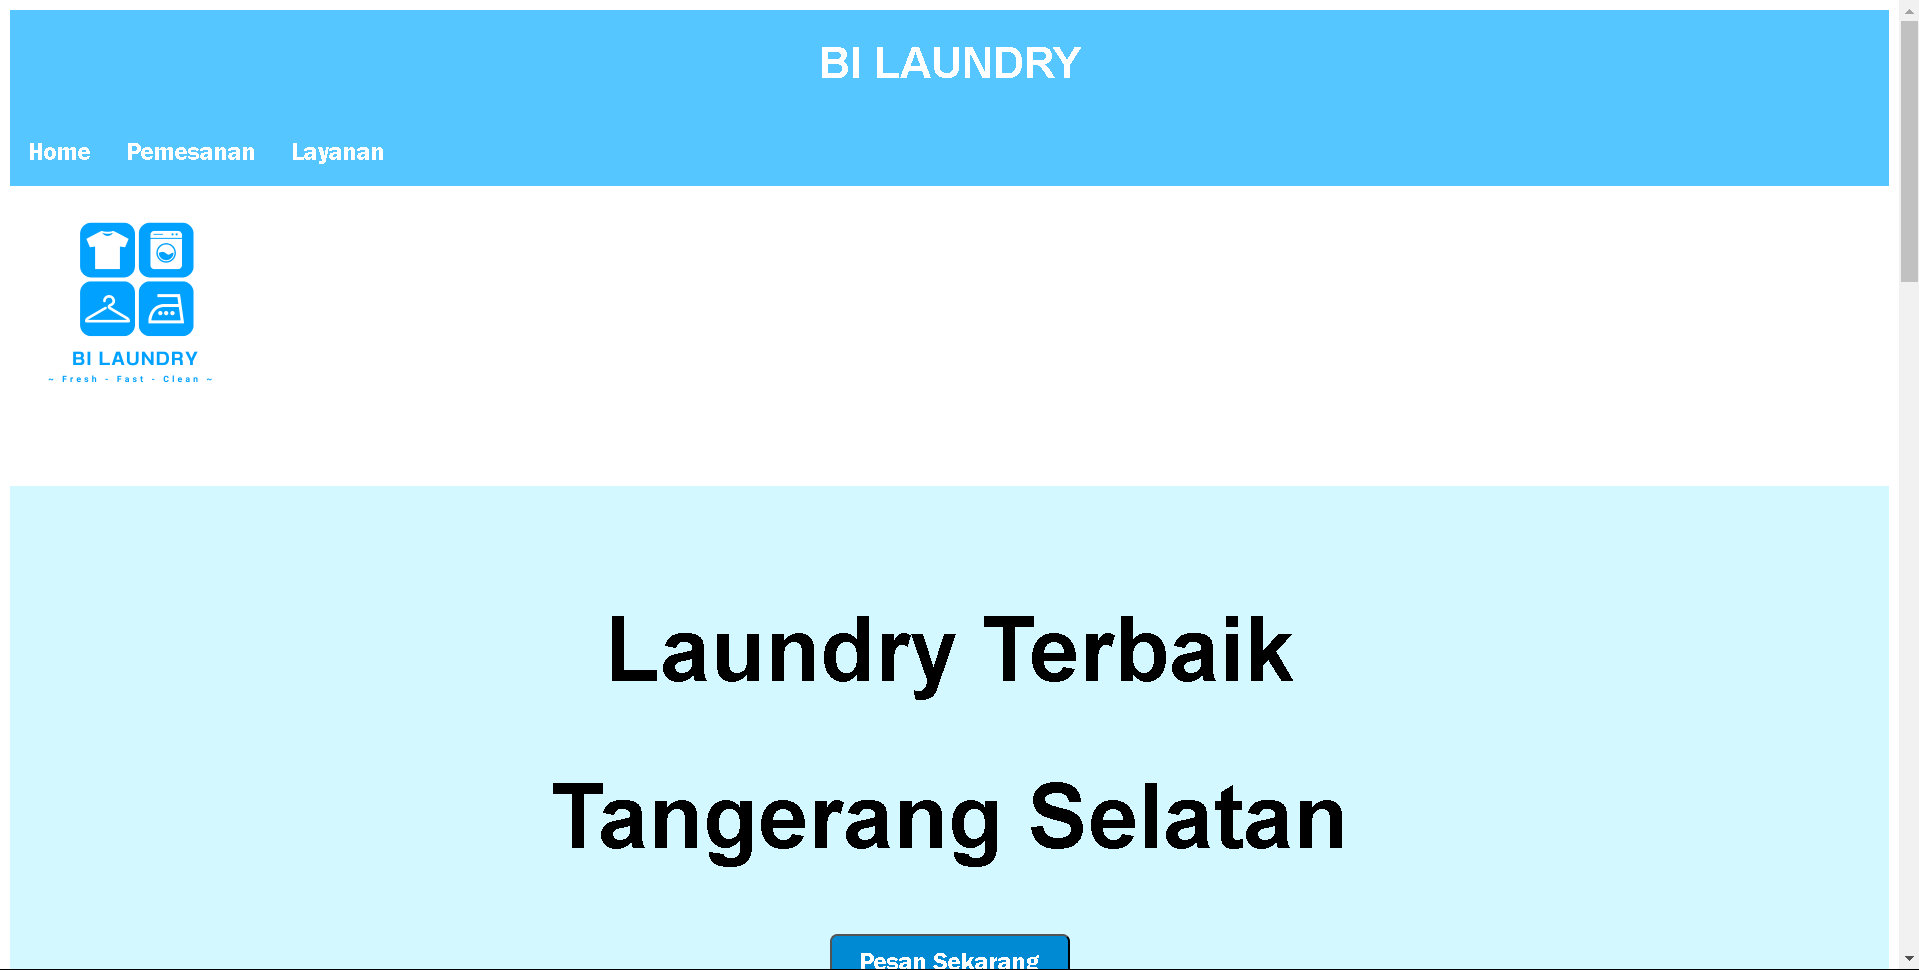 BI LAUNDRY
Home Pemesanan Layanan
BI LAUNDRY
~ Fresh - Fast - Clean ~
Laundry Terbaik
Tangerang Selatan
Pesan Sekarang